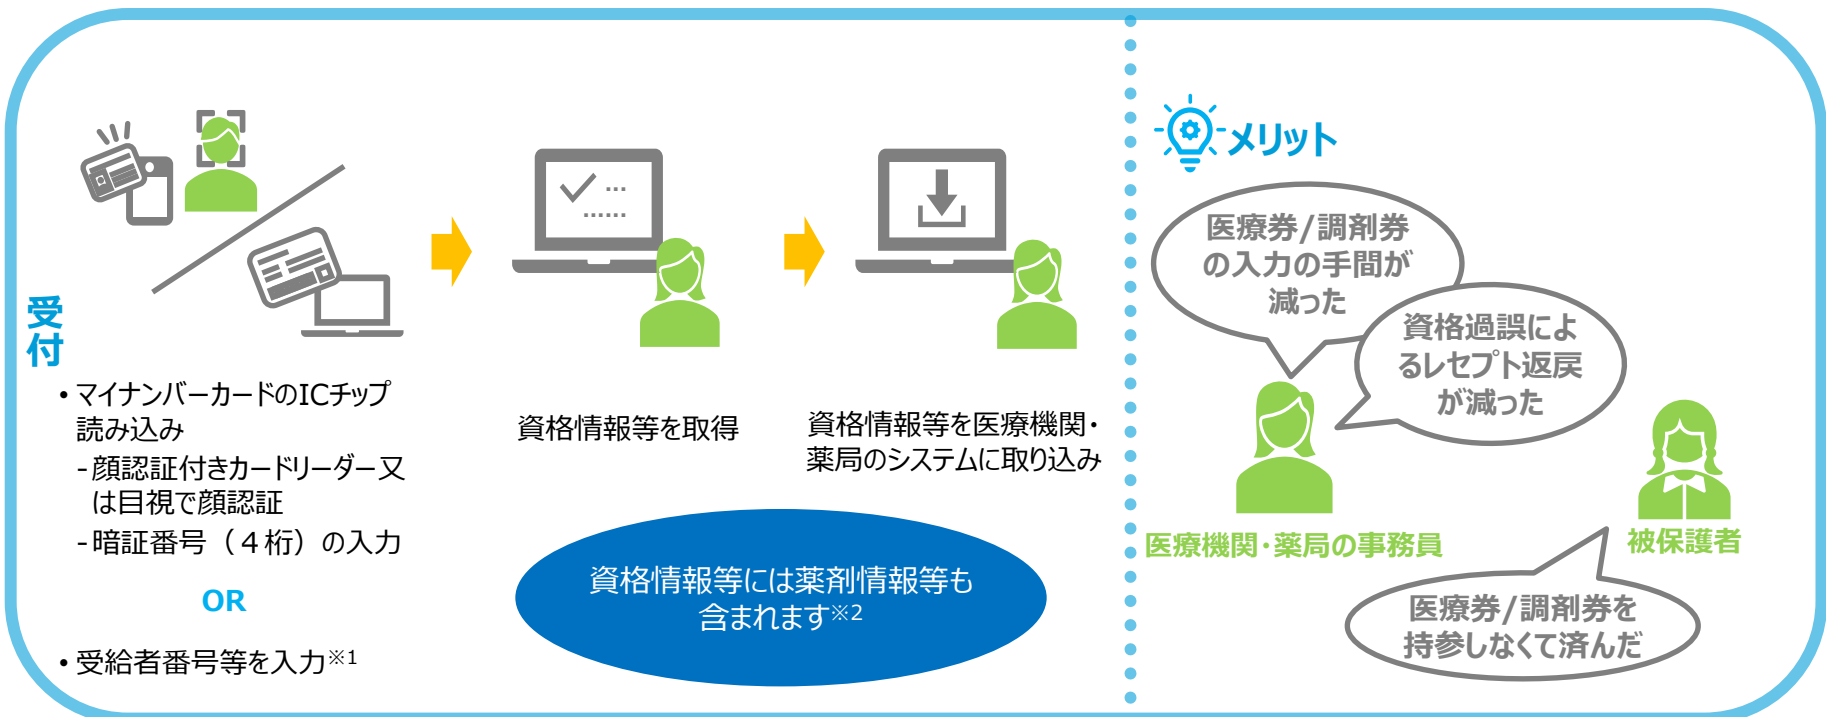 受付
・マイナンバーカードのICチップ
読み込み
-顔認証付きカードリーダー又
は目視で顔認証
-暗証番号（４桁）の入力
OR
・受給者番号等を入力※1
資格情報等を取得
資格情報等を医療機関・
薬局のシステムに取り込み
資格情報等には薬剤情報等も
含まれます※2
メリット
医療券/調剤券
の入力の手間が
減った
資格過誤によ
るレセプト返戻
が減った
医療機関・薬局の事務員
被保護者
医療券/調剤券を
持参しなくて済んだ